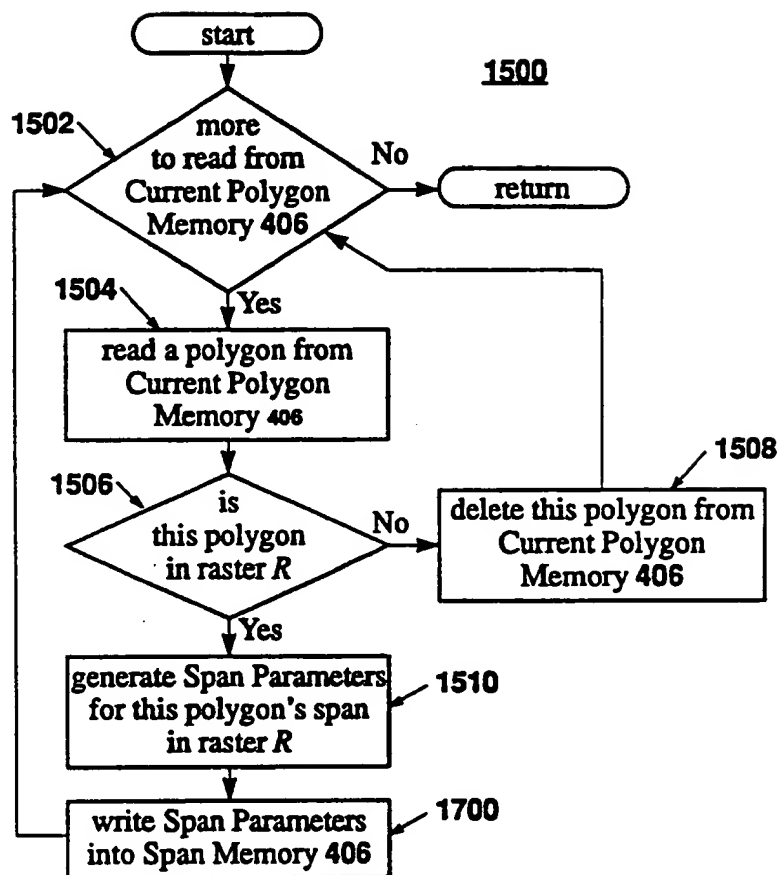 start
1500
1502
more
to read from
Current Polygon
Memory 406
No
return
Yes
1504
read a polygon from
Current Polygon
Memory 406
1506
is
this polygon
in raster R
No
1508
delete this polygon from
Current Polygon
Memory 406
Yes
generate Span Parameters
for this polygon's span
in raster R
1510
write Span Parameters
into Span Memory 406
1700